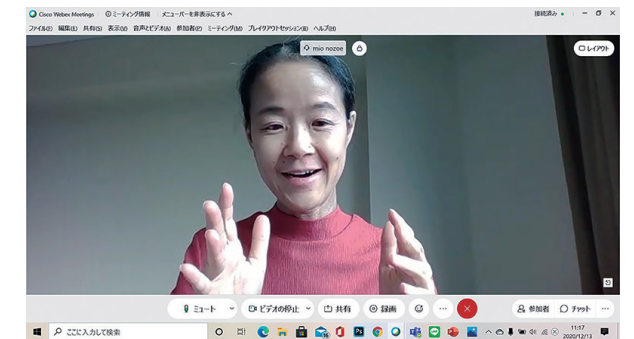 Cisco Webex Meetings ミーティング情報 メニューバーを非表示にする 接続済み
ファイル(F) 編集(E) 共有(S) 表示(V) 音声とビデオ(A) 参加者(P) ミーティング(M) ブレイクアウトセッション(B) ヘルプ(H)
mio nozoe レイアウト
ミュート ビデオの停止 共有 録画 参加者 チャット
ここに入力して検索 11:17
2020/12/13